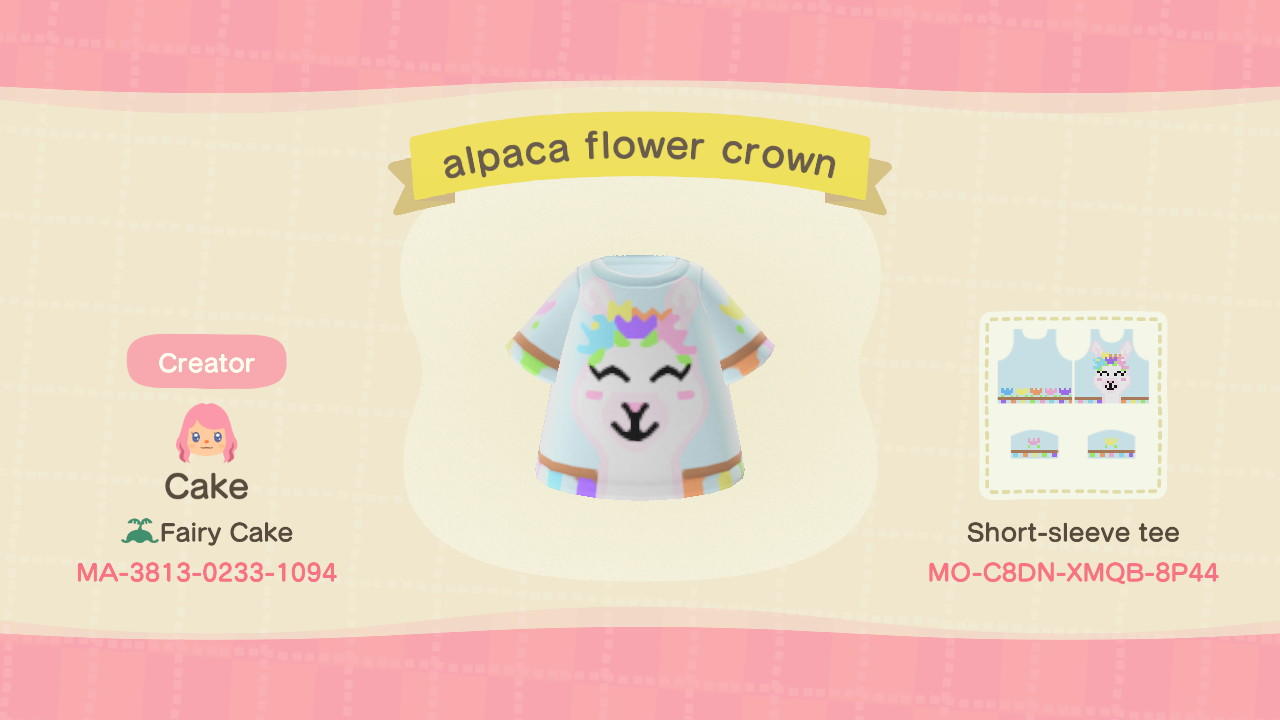 alpaca flower crown
Creator
Cake
Fairy Cake
MA-3813-0233-1094
Short-sleeve tee
MO-C8DN-XMQB-8P44